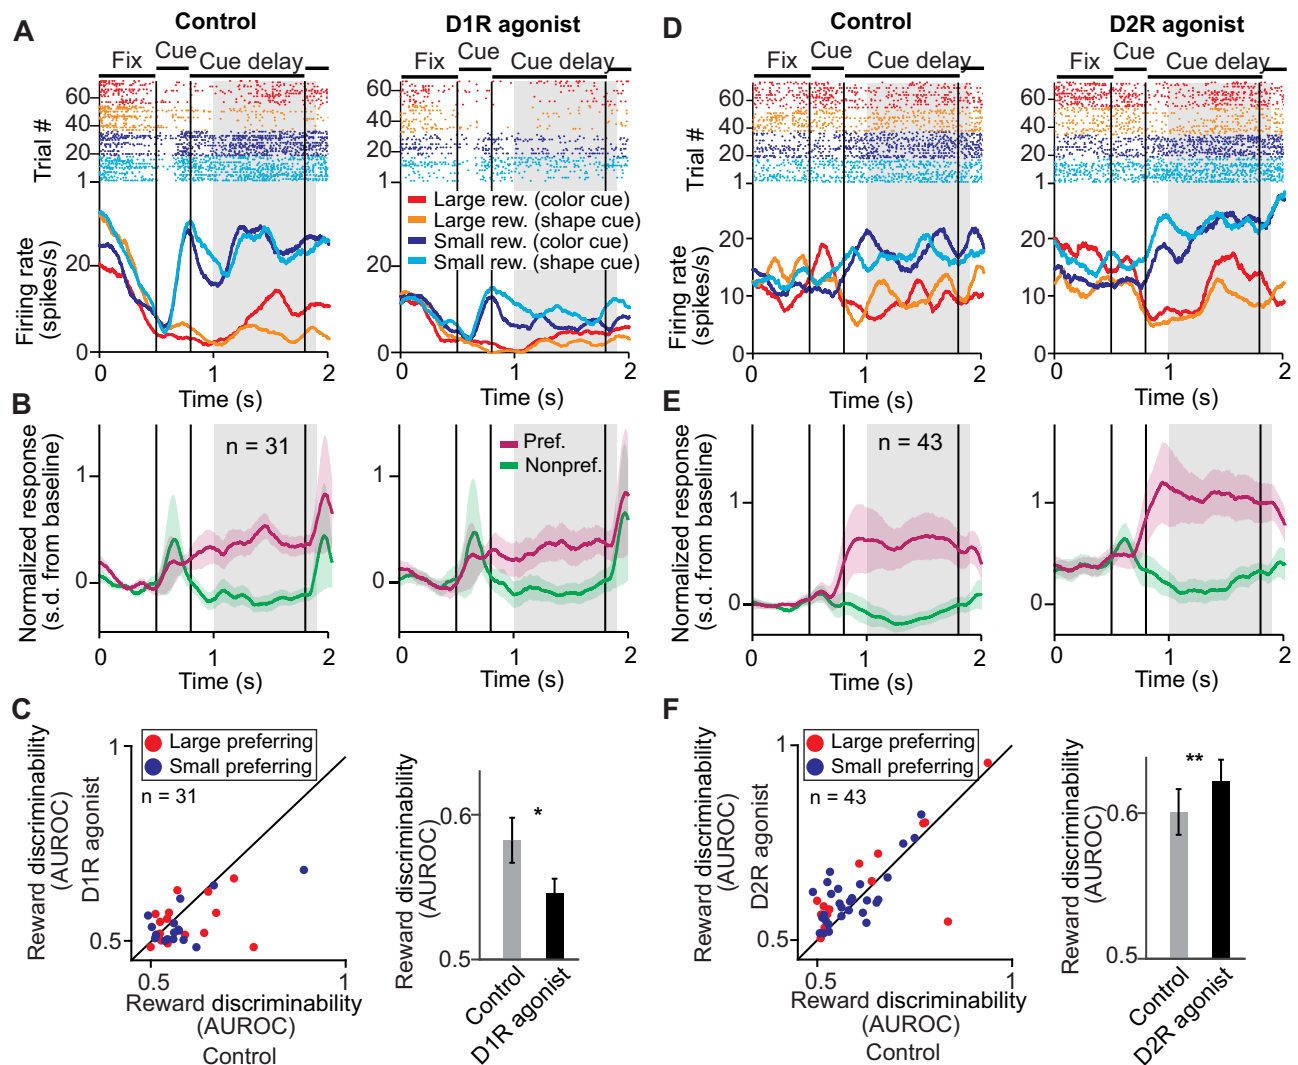 A
Control
D1R agonist
Fix
Cue
Cue delay
Fix
Cue
Cue delay
Trial #
60
40
20
1
60
40
20
1
Large rew. (color cue)
Large rew. (shape cue)
Small rew. (color cue)
Small rew. (shape cue)
Firing rate
(spikes/s)
20
0
20
0
0
1
2
0
1
2
Time (s)
Time (s)
B
Normalized response
(s.d. from baseline)
n = 31
Pref.
Nonpref.
1
0
1
0
0
1
2
0
1
2
Time (s)
Time (s)
C
Reward discriminability
(AUROC)
D1R agonist
Large preferring
Small preferring
n = 31
1
0.5
0.5
1
Reward discriminability
(AUROC)
Control
Reward discriminability
(AUROC)
0.6
0.5
*
Control
D1R agonist
D
Control
D2R agonist
Fix
Cue
Cue delay
Fix
Cue
Cue delay
Trial #
60
40
20
1
60
40
20
1
Firing rate
(spikes/s)
20
10
0
20
10
0
0
1
2
0
1
2
Time (s)
Time (s)
E
Normalized response
(s.d. from baseline)
n = 43
1
0
1
0
0
1
2
0
1
2
Time (s)
Time (s)
F
Reward discriminability
(AUROC)
D2R agonist
Large preferring
Small preferring
n = 43
1
0.5
0.5
1
Reward discriminability
(AUROC)
Control
Reward discriminability
(AUROC)
0.6
0.5
**
Control
D2R agonist